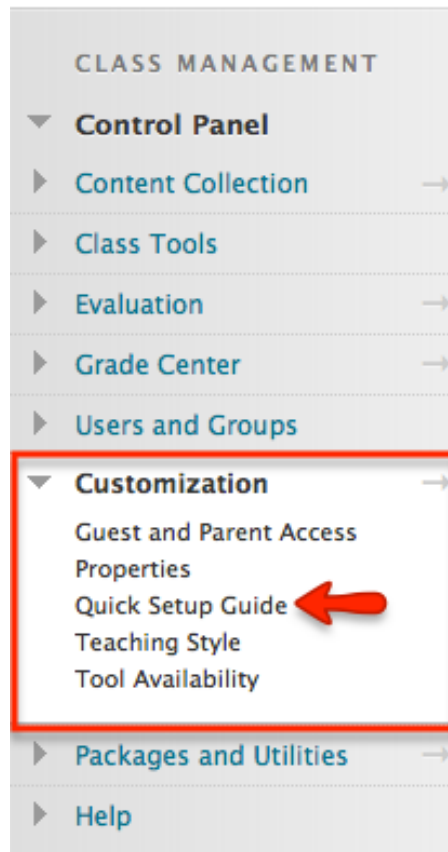 CLASS MANAGEMENT
Control Panel
Content Collection
Class Tools
Evaluation
Grade Center
Users and Groups
Customization
Guest and Parent Access
Properties
Quick Setup Guide
Teaching Style
Tool Availability
Packages and Utilities
Help